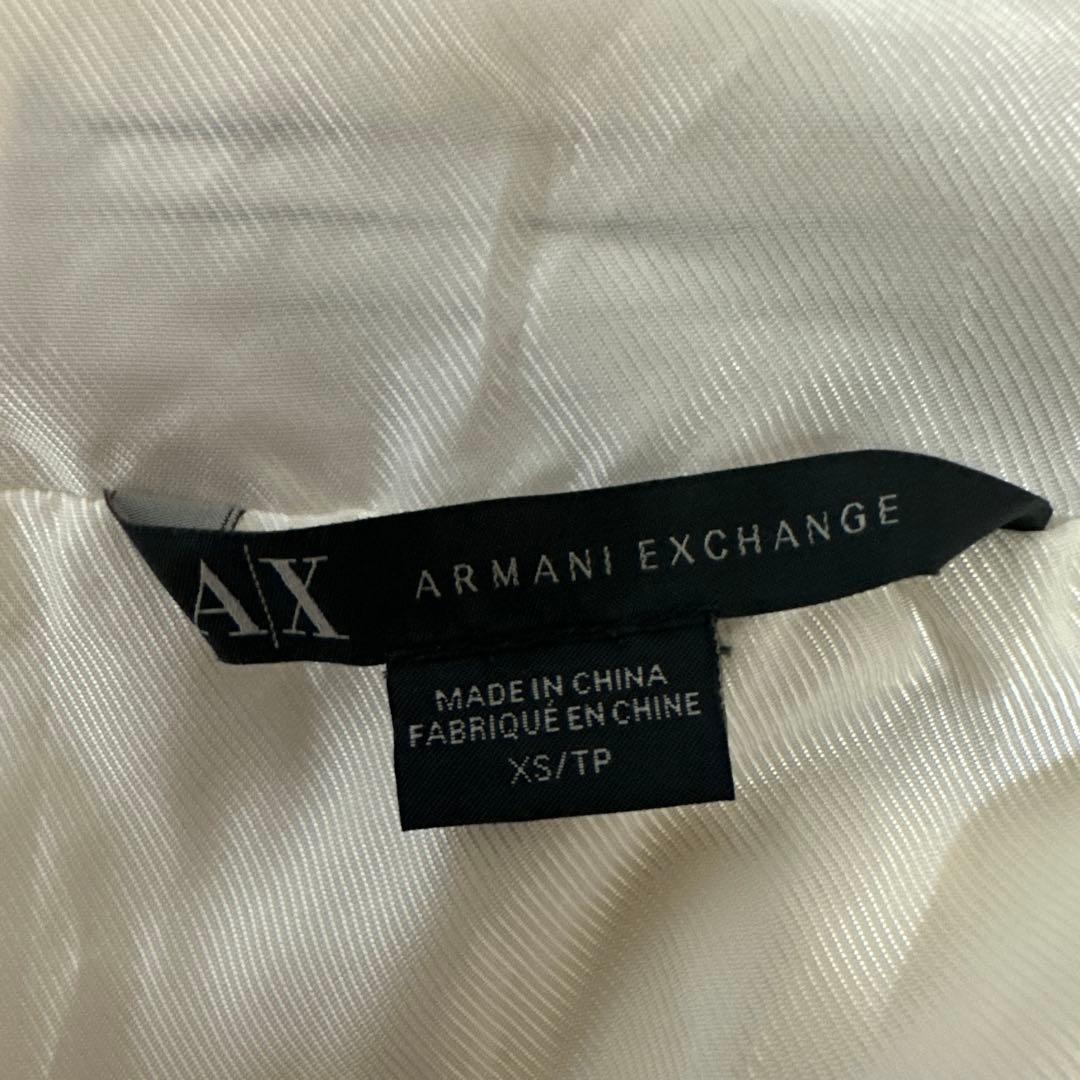 A|X ARMANI EXCHANGE
MADE IN CHINA
FABRIQUÉ EN CHINE
XS/TP